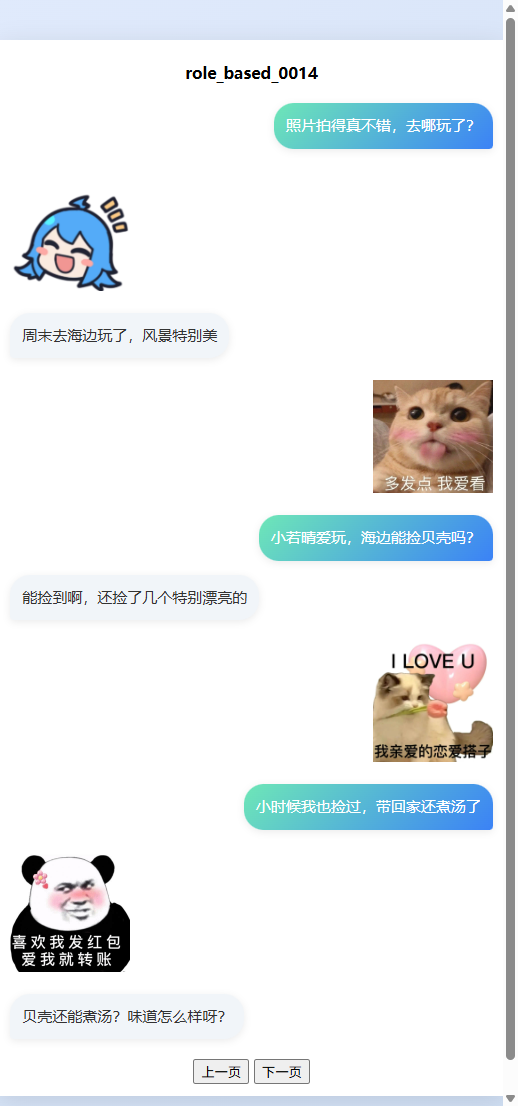 role_based_0014
照片拍得真不错，去哪玩了？
周末去海边玩了，风景特别美
多发点 我爱看
小若晴爱玩，海边能捡贝壳吗？
能捡到啊，还捡了几个特别漂亮的
I LOVE U
我亲爱的恋爱搭子
小时候我也捡过，带回家还煮汤了
喜欢我发红包
爱我就转账
贝壳还能煮汤？味道怎么样呀？
上一页 下一页